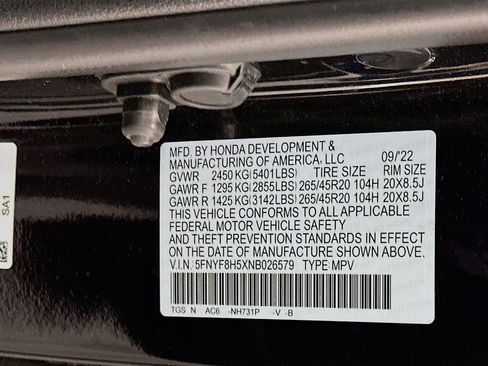 MFD. BY HONDA DEVELOPMENT &
MANUFACTURING OF AMERICA, LLC 09/'22
GVWR 2450 KG(5401LBS) TIRE SIZE RIM SIZE
GAWR F 1295 KG(2855LBS) 265/45R20 104H 20X8.5J
GAWR R 1425 KG(3142LBS) 265/45R20 104H 20X8.5J
THIS VEHICLE CONFORMS TO ALL APPLICABLE
FEDERAL MOTOR VEHICLE SAFETY
AND THEFT PREVENTION STANDARDS IN EFFECT
ON THE DATE OF MANUFACTURE SHOWN ABOVE.
V.I.N. 5FNYF8H5XNB026579 TYPE MPV
TGS N AC6 -NH731P -V -B
SA1